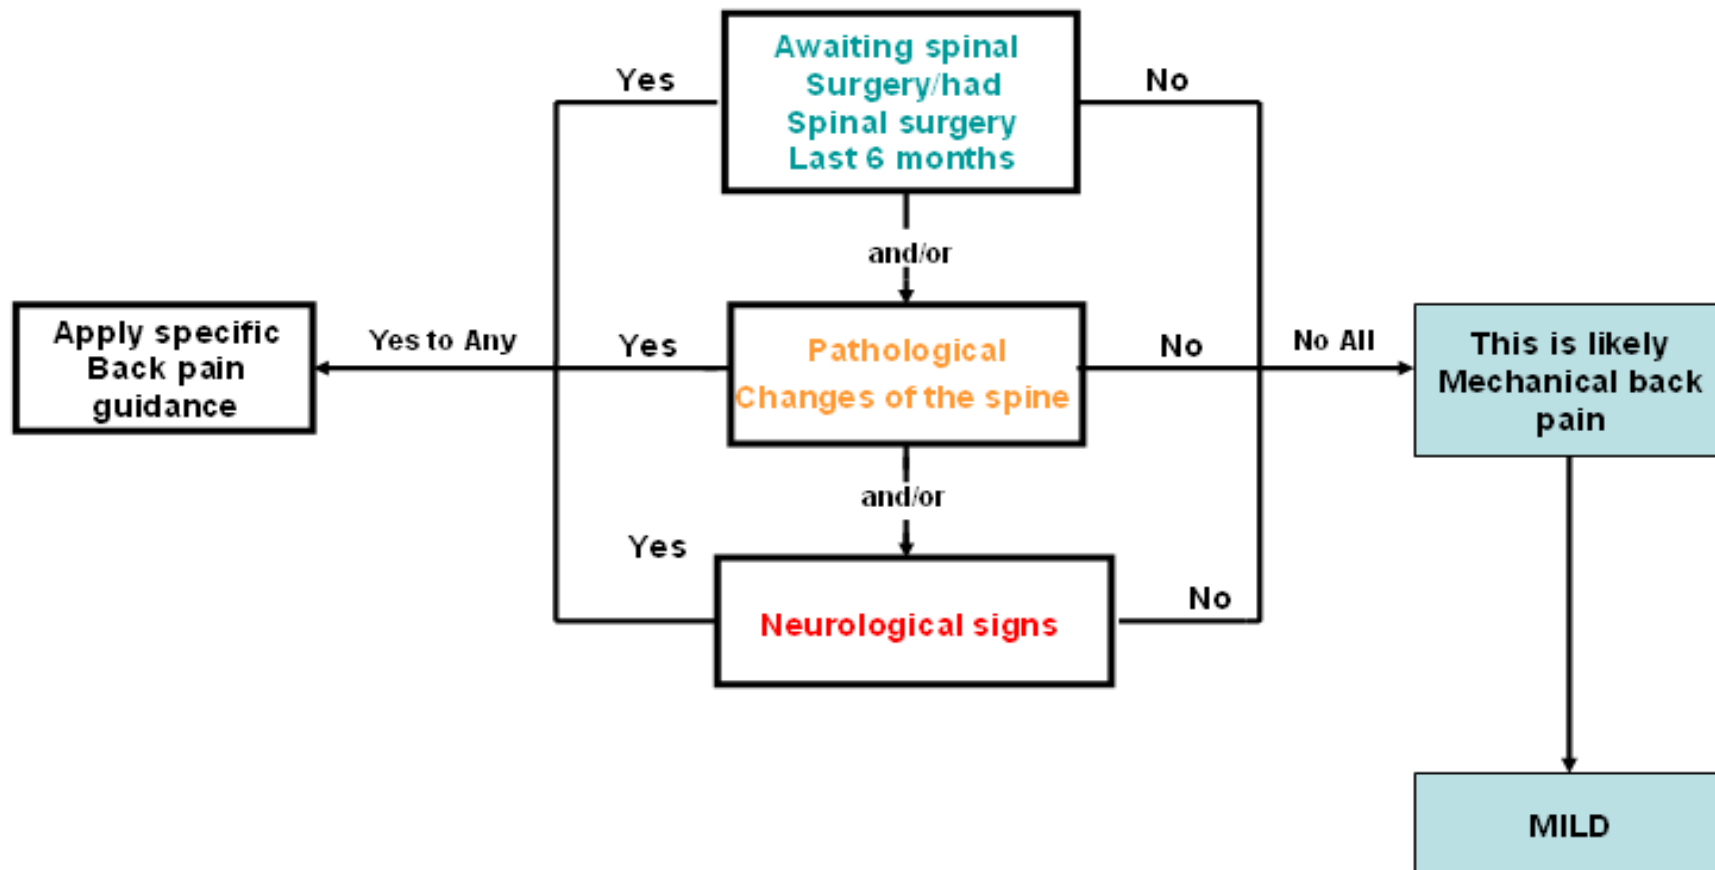 Awaiting spinal
Surgery/had
Spinal surgery
Last 6 months
Yes
No
and/or
Apply specific
Back pain
guidance
Yes to Any
Yes
Pathological
Changes of the spine
No
No All
This is likely
Mechanical back
pain
and/or
Yes
Neurological signs
No
MILD